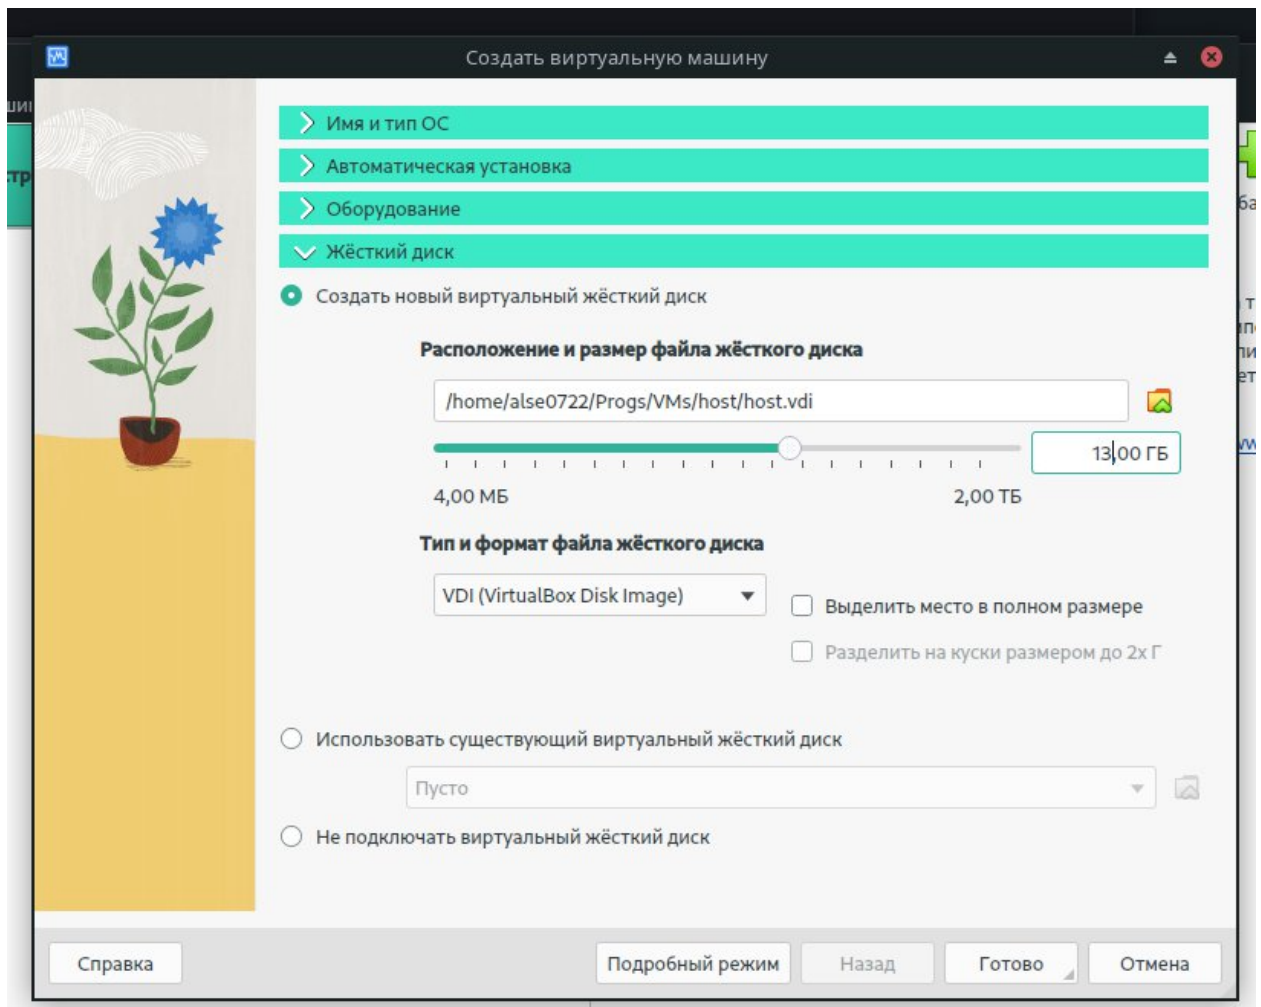 Создать виртуальную машину
Имя и тип ОС
Автоматическая установка
Оборудование
Жёсткий диск
Создать новый виртуальный жёсткий диск
Расположение и размер файла жёсткого диска
/home/alse0722/Progs/VMs/host/host.vdi
13,00 ГБ
4,00 МБ 2,00 ТБ
Тип и формат файла жёсткого диска
VDI (VirtualBox Disk Image)
Выделить место в полном размере
Разделить на куски размером до 2х Г
Использовать существующий виртуальный жёсткий диск
Пусто
Не подключать виртуальный жёсткий диск
Справка Подробный режим Назад Готово Отмена